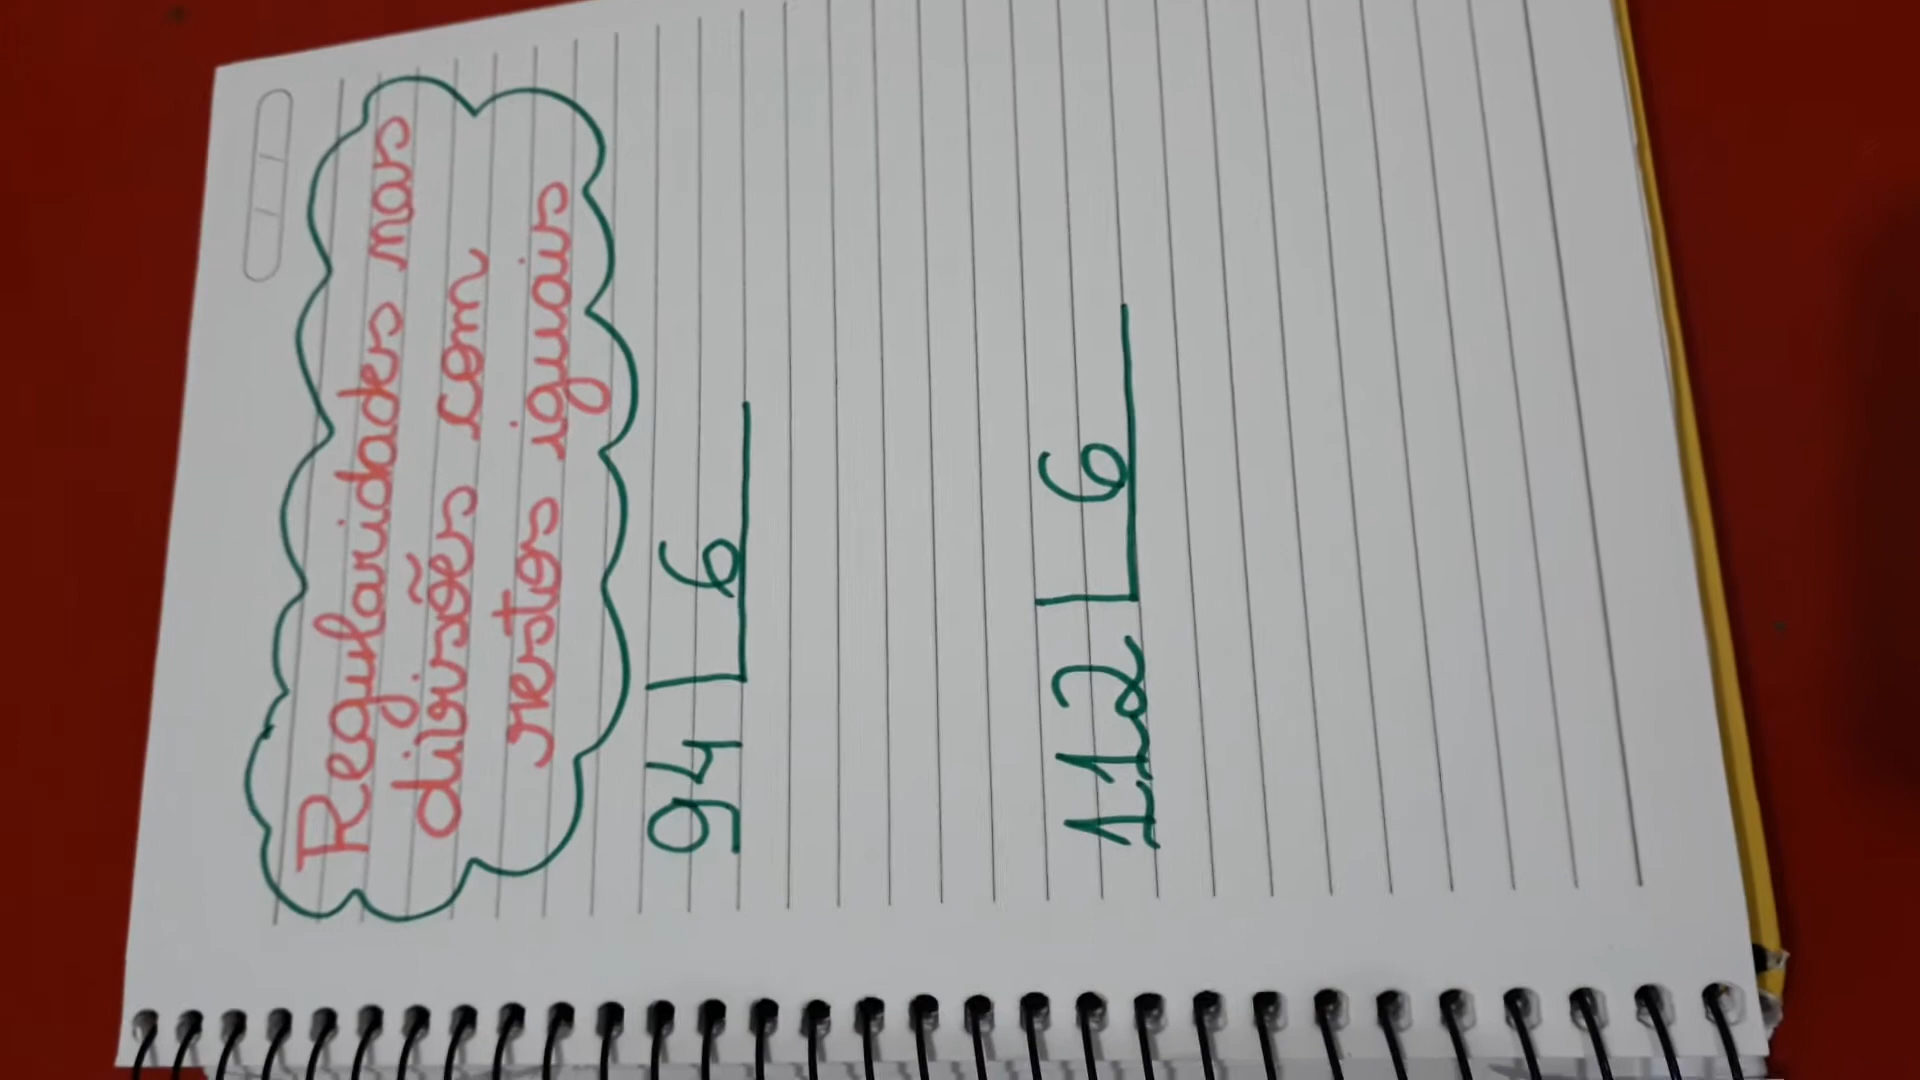 Regularidades nas
divisões com
restos iguais
94 6
112 6